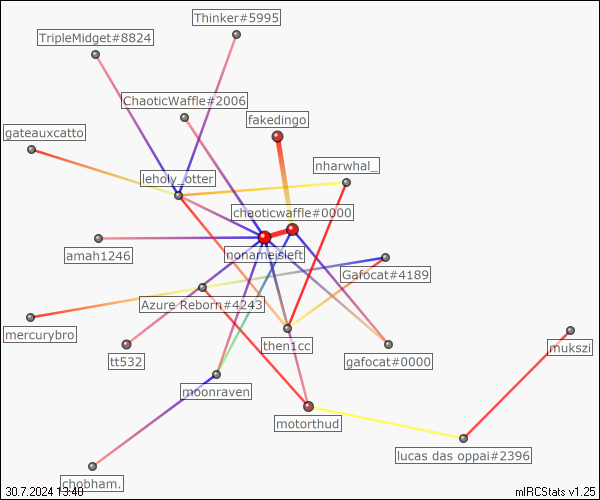 Thinker#5995
TripleMidget#8824
ChaoticWaffle#2006
fakedingo
gateauxcatto
nharwhal_
leholy_otter
chaoticwaffle#0000
amah1246
nonameisleft
Gafocat#4189
Azure Reborn#4243
mercurybro
then1cc
mukszi
tt532
gafocat#0000
moonraven
motorthud
lucas das oppai#2396
chobham.
30.7.2024 13:40
mIRCStats v1.25